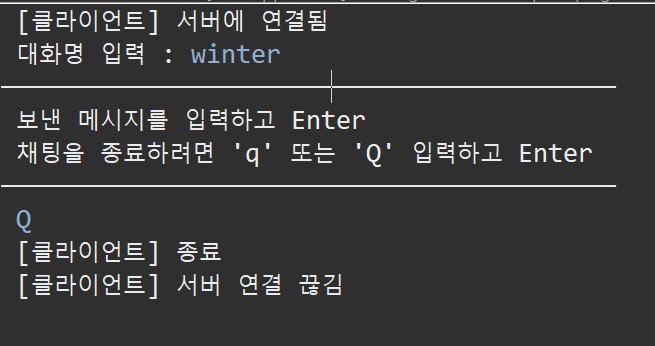 [클라이언트] 서버에 연결됨
대화명 입력 : winter
보낸 메시지를 입력하고 Enter
채팅을 종료하려면 'q' 또는 'Q' 입력하고 Enter
Q
[클라이언트] 종료
[클라이언트] 서버 연결 끊김